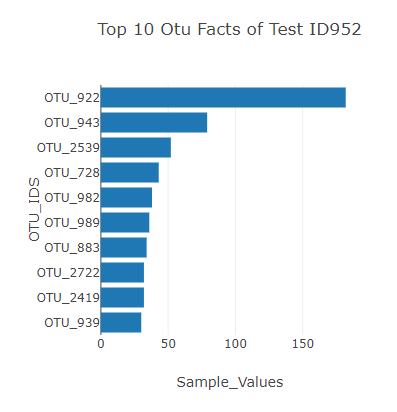 Top 10 Otu Facts of Test ID952
OTU_IDS
OTU_922
OTU_943
OTU_2539
OTU_728
OTU_982
OTU_989
OTU_883
OTU_2722
OTU_2419
OTU_939
0 50 100 150
Sample_Values